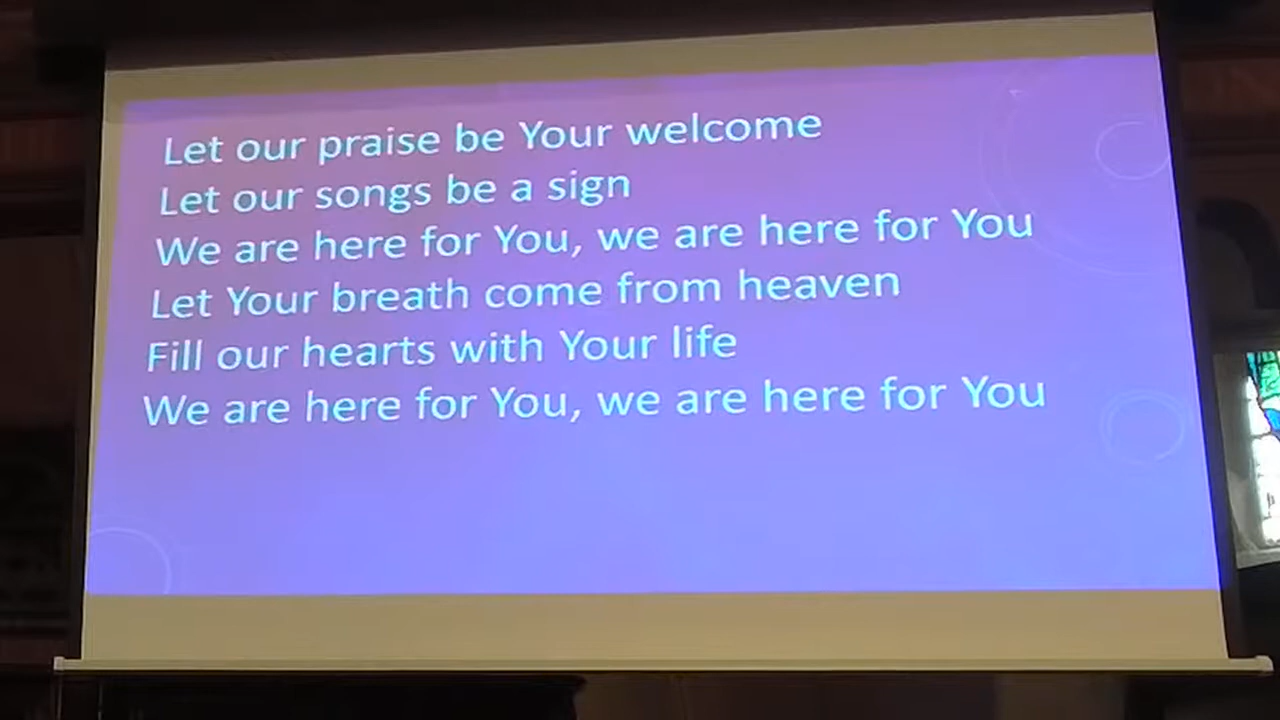 Let our praise be Your welcome
Let our songs be a sign
We are here for You, we are here for You
Let Your breath come from heaven
Fill our hearts with Your life
We are here for You, we are here for You